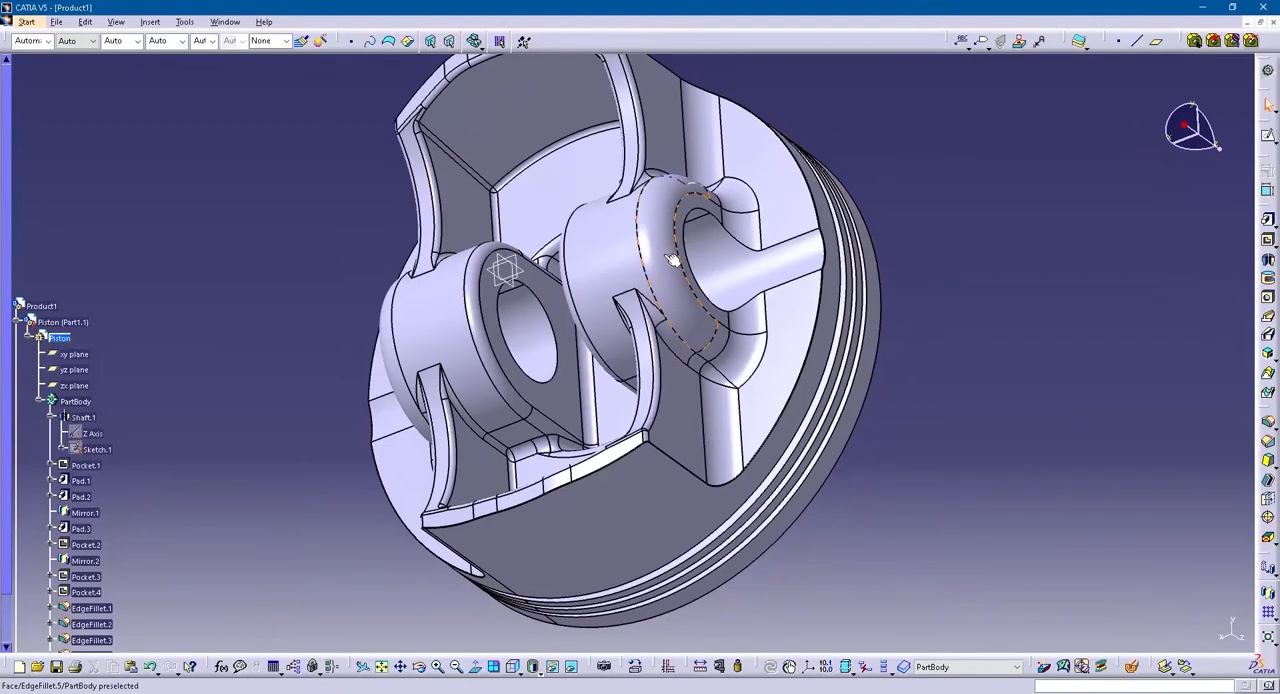 CATIA V5 - [Product1]
Start File Edit View Insert Tools Window Help
Autom: Auto Auto Auto Aut Aut None
Product1
Piston (Part1.1)
Piston
xy plane
yz plane
zx plane
PartBody
Shaft.1
Z Axis
Sketch.1
Pocket.1
Pad.1
Pad.2
Mirror.1
Pad.3
Pocket.2
Mirror.2
Pocket.3
Pocket.4
EdgeFillet.1
EdgeFillet.2
EdgeFillet.3
PartBody
Face/EdgeFillet.5/PartBody preselected